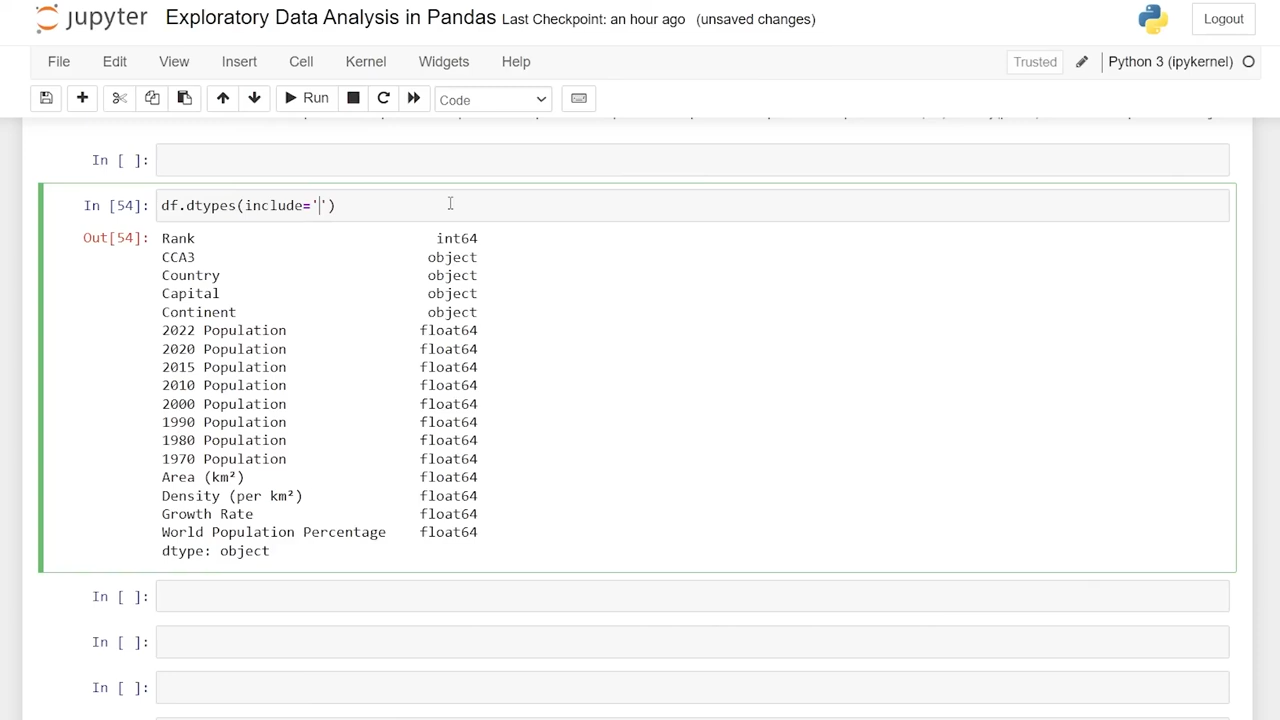 jupyter Exploratory Data Analysis in Pandas Last Checkpoint: an hour ago (unsaved changes) Logout
File Edit View Insert Cell Kernel Widgets Help Trusted Python 3 (ipykernel)
Run Code
In [ ]:
In [54]: df.dtypes(include='')
Out[54]: Rank int64
CCA3 object
Country object
Capital object
Continent object
2022 Population float64
2020 Population float64
2015 Population float64
2010 Population float64
2000 Population float64
1990 Population float64
1980 Population float64
1970 Population float64
Area (km²) float64
Density (per km²) float64
Growth Rate float64
World Population Percentage float64
dtype: object
In [ ]:
In [ ]:
In [ ]: